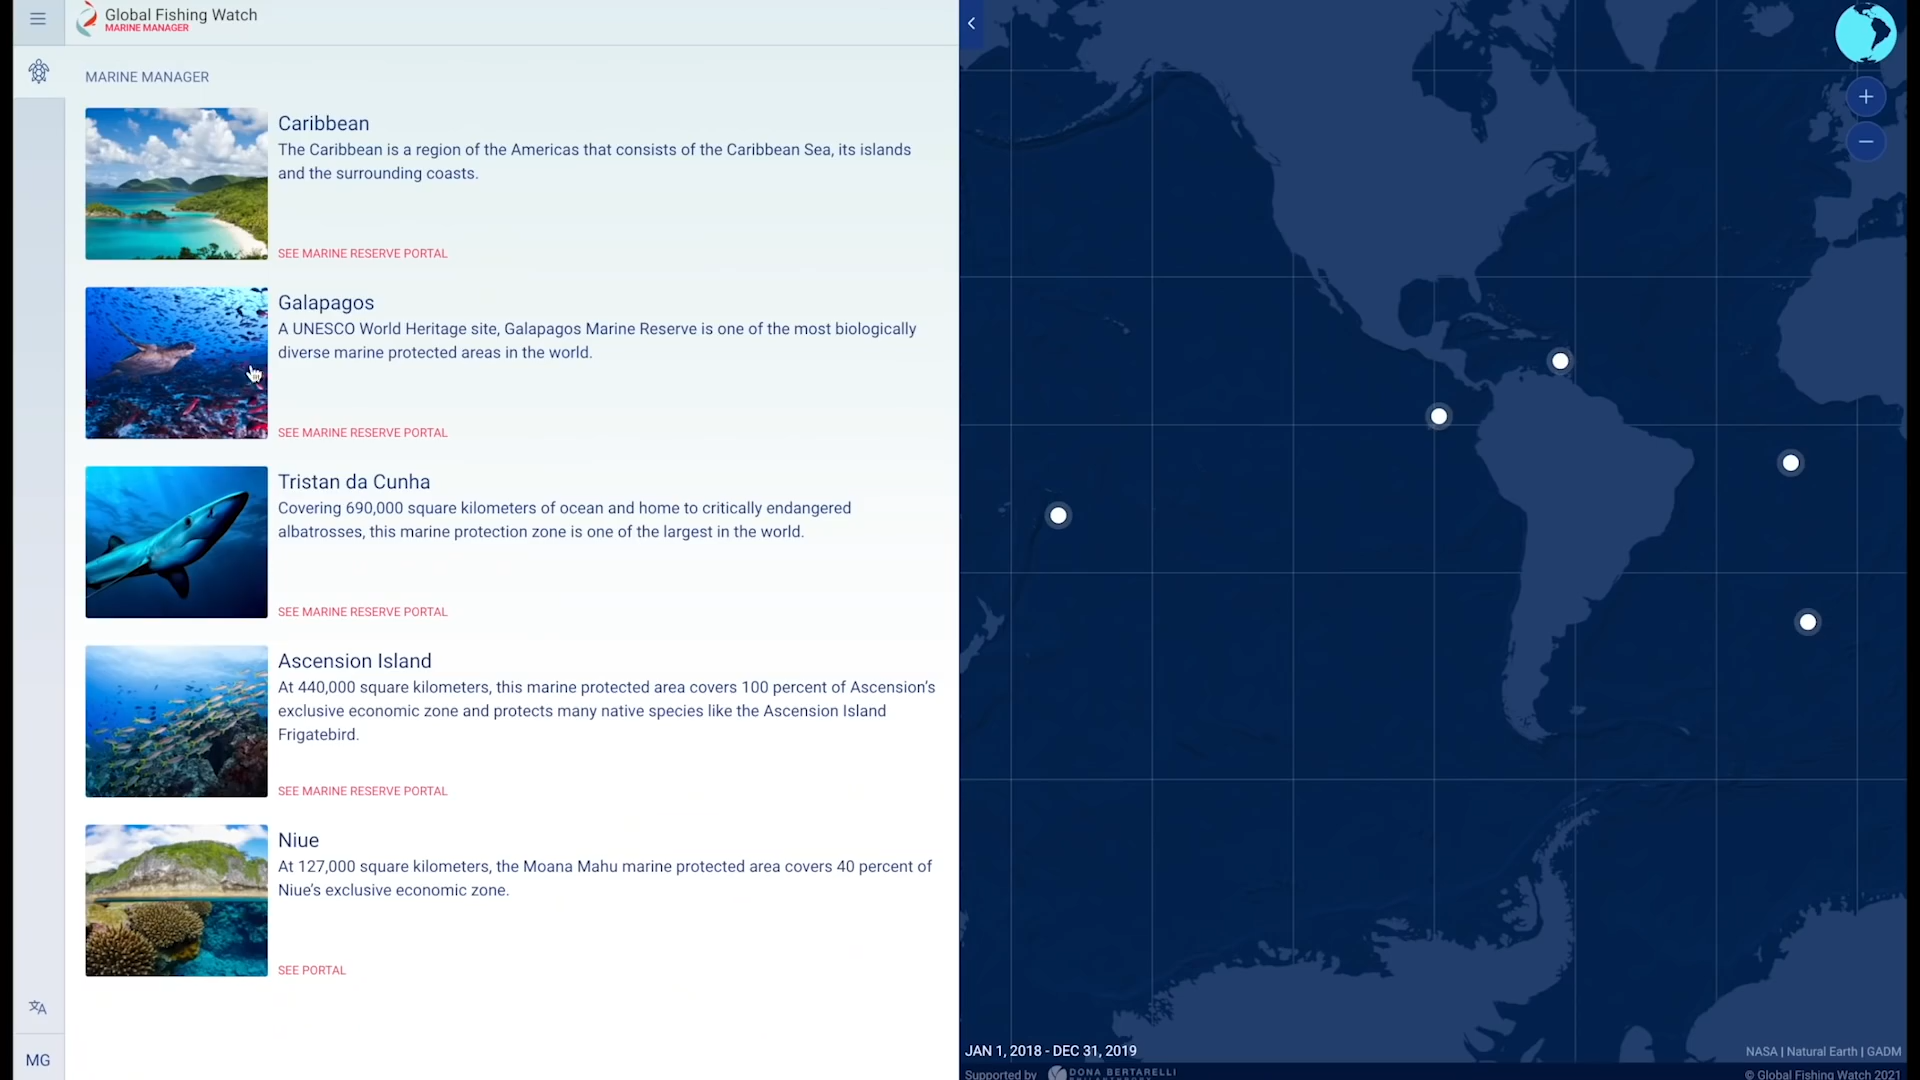 Global Fishing Watch
MARINE MANAGER
MARINE MANAGER
Caribbean
The Caribbean is a region of the Americas that consists of the Caribbean Sea, its islands
and the surrounding coasts.
SEE MARINE RESERVE PORTAL
Galapagos
A UNESCO World Heritage site, Galapagos Marine Reserve is one of the most biologically
diverse marine protected areas in the world.
SEE MARINE RESERVE PORTAL
Tristan da Cunha
Covering 690,000 square kilometers of ocean and home to critically endangered
albatrosses, this marine protection zone is one of the largest in the world.
SEE MARINE RESERVE PORTAL
Ascension Island
At 440,000 square kilometers, this marine protected area covers 100 percent of Ascension’s
exclusive economic zone and protects many native species like the Ascension Island
Frigatebird.
SEE MARINE RESERVE PORTAL
Niue
At 127,000 square kilometers, the Moana Mahu marine protected area covers 40 percent of
Niue’s exclusive economic zone.
SEE PORTAL
MG
JAN 1, 2018 - DEC 31, 2019
NASA | Natural Earth | GADM
Supported by
DONA BERTARELLI
© Global Fishing Watch 2021